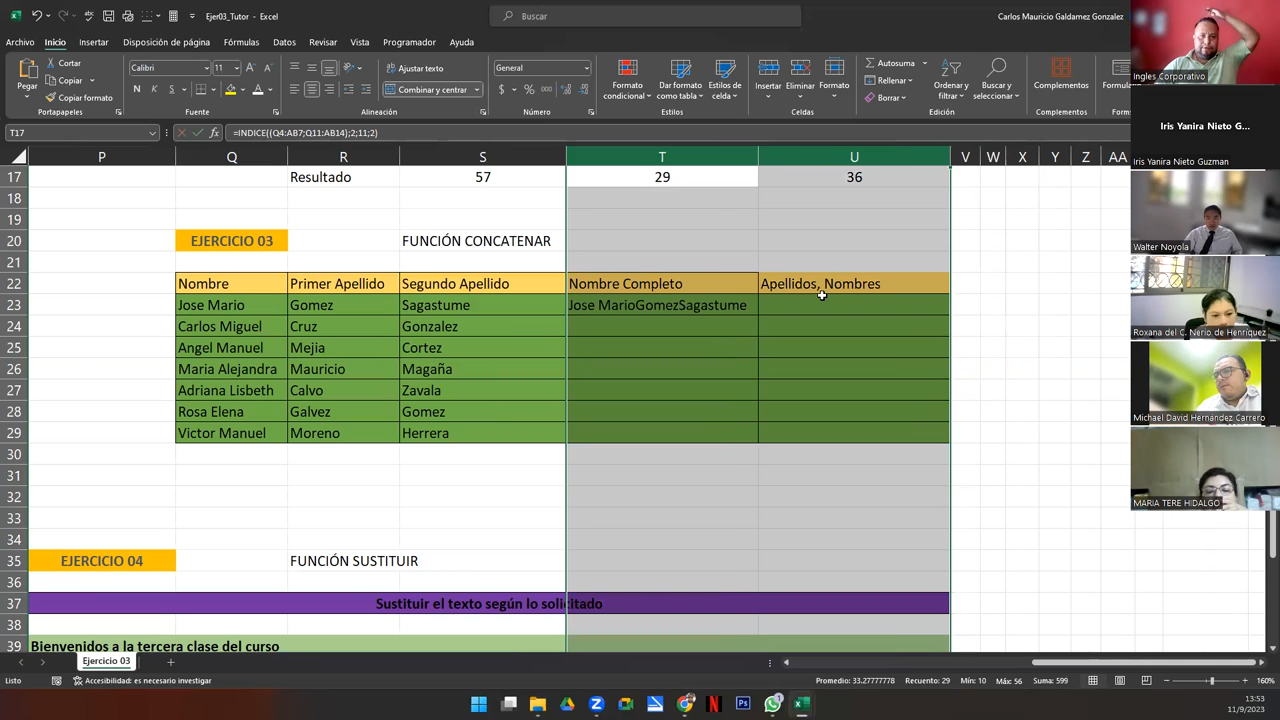 Ejer03_Tutor - Excel
Buscar
Carlos Mauricio Galdamez Gonzalez
Archivo Inicio Insertar Disposición de página Fórmulas Datos Revisar Vista Programador Ayuda
Pegar
Cortar
Copiar
Copiar formato
Portapapeles
Calibri 11
N K S
Fuente
Ajustar texto
Combinar y centrar
Alineación
General
$ % 000
Número
Formato condicional
Dar formato como tabla
Estilos de celda
Estilos
Insertar
Eliminar
Formato
Celdas
Autosuma
Rellenar
Borrar
Ordenar y filtrar
Buscar y seleccionar
Edición
Complementos
Complementos
T17
=INDICE((Q4:AB7;Q11:AB14);2;11;2)
P Q R S T U V W X Y Z AA
17 Resultado 57 29 36
18
19
20 EJERCICIO 03 FUNCIÓN CONCATENAR
21
22 Nombre Primer Apellido Segundo Apellido Nombre Completo Apellidos, Nombres
23 Jose Mario Gomez Sagastume Jose MarioGomezSagastume
24 Carlos Miguel Cruz Gonzalez
25 Angel Manuel Mejia Cortez
26 Maria Alejandra Mauricio Magaña
27 Adriana Lisbeth Calvo Zavala
28 Rosa Elena Galvez Gomez
29 Victor Manuel Moreno Herrera
30
31
32
33
34
35 EJERCICIO 04 FUNCIÓN SUSTITUIR
36
37 Sustituir el texto según lo solicitado
38
39 Bienvenidos a la tercera clase del curso
Ejercicio 03
Listo
Accesibilidad: es necesario investigar
Promedio: 33.27777778 Recuento: 29 Mín: 10 Máx: 56 Suma: 599
160%
13:53
11/9/2023
Ingles Corporativo
Iris Yanira Nieto G...
Iris Yanira Nieto Guzman
Walter Noyola
Roxana del C. Nerio de Henriquez
Michael David Hernández Carrero
MARIA TERE HIDALGO